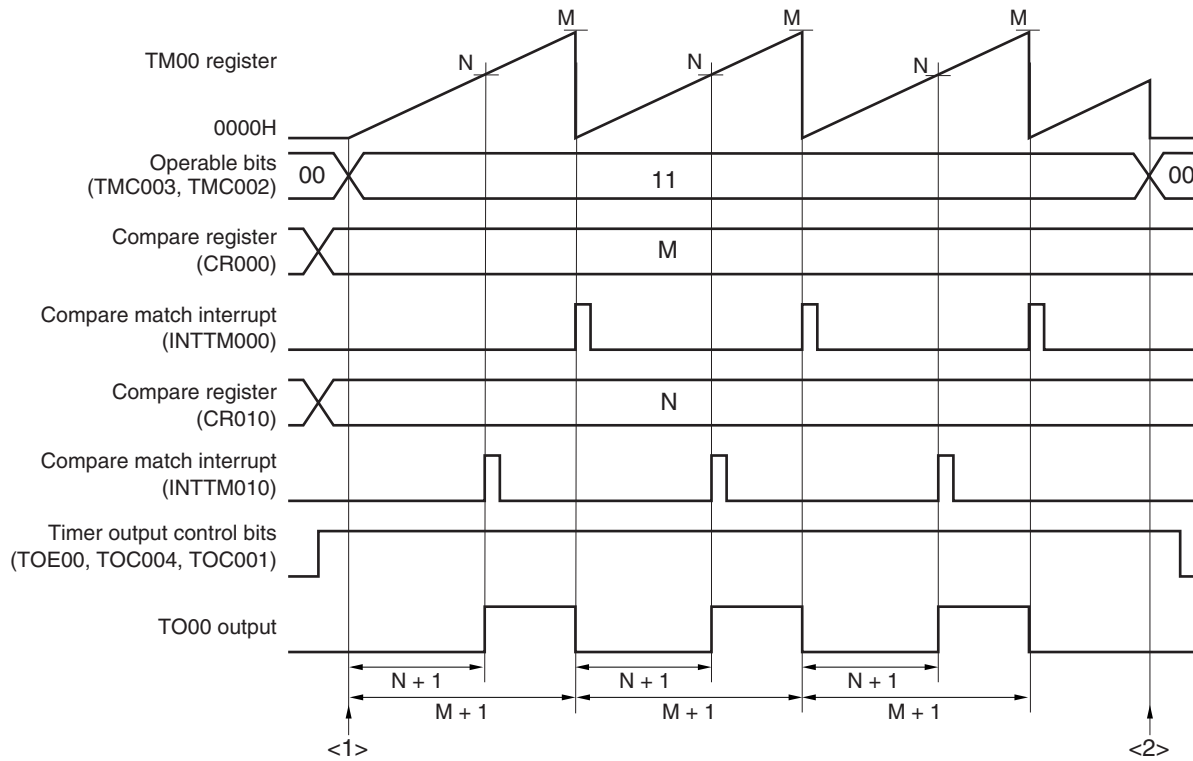 M M M
TM00 register
N N N
0000H
Operable bits
(TMC003, TMC002)
00 11 00
Compare register
(CR000)
M
Compare match interrupt
(INTTM000)
Compare register
(CR010)
N
Compare match interrupt
(INTTM010)
Timer output control bits
(TOE00, TOC004, TOC001)
TO00 output
N + 1 N + 1 N + 1
M + 1 M + 1 M + 1
<1> <2>